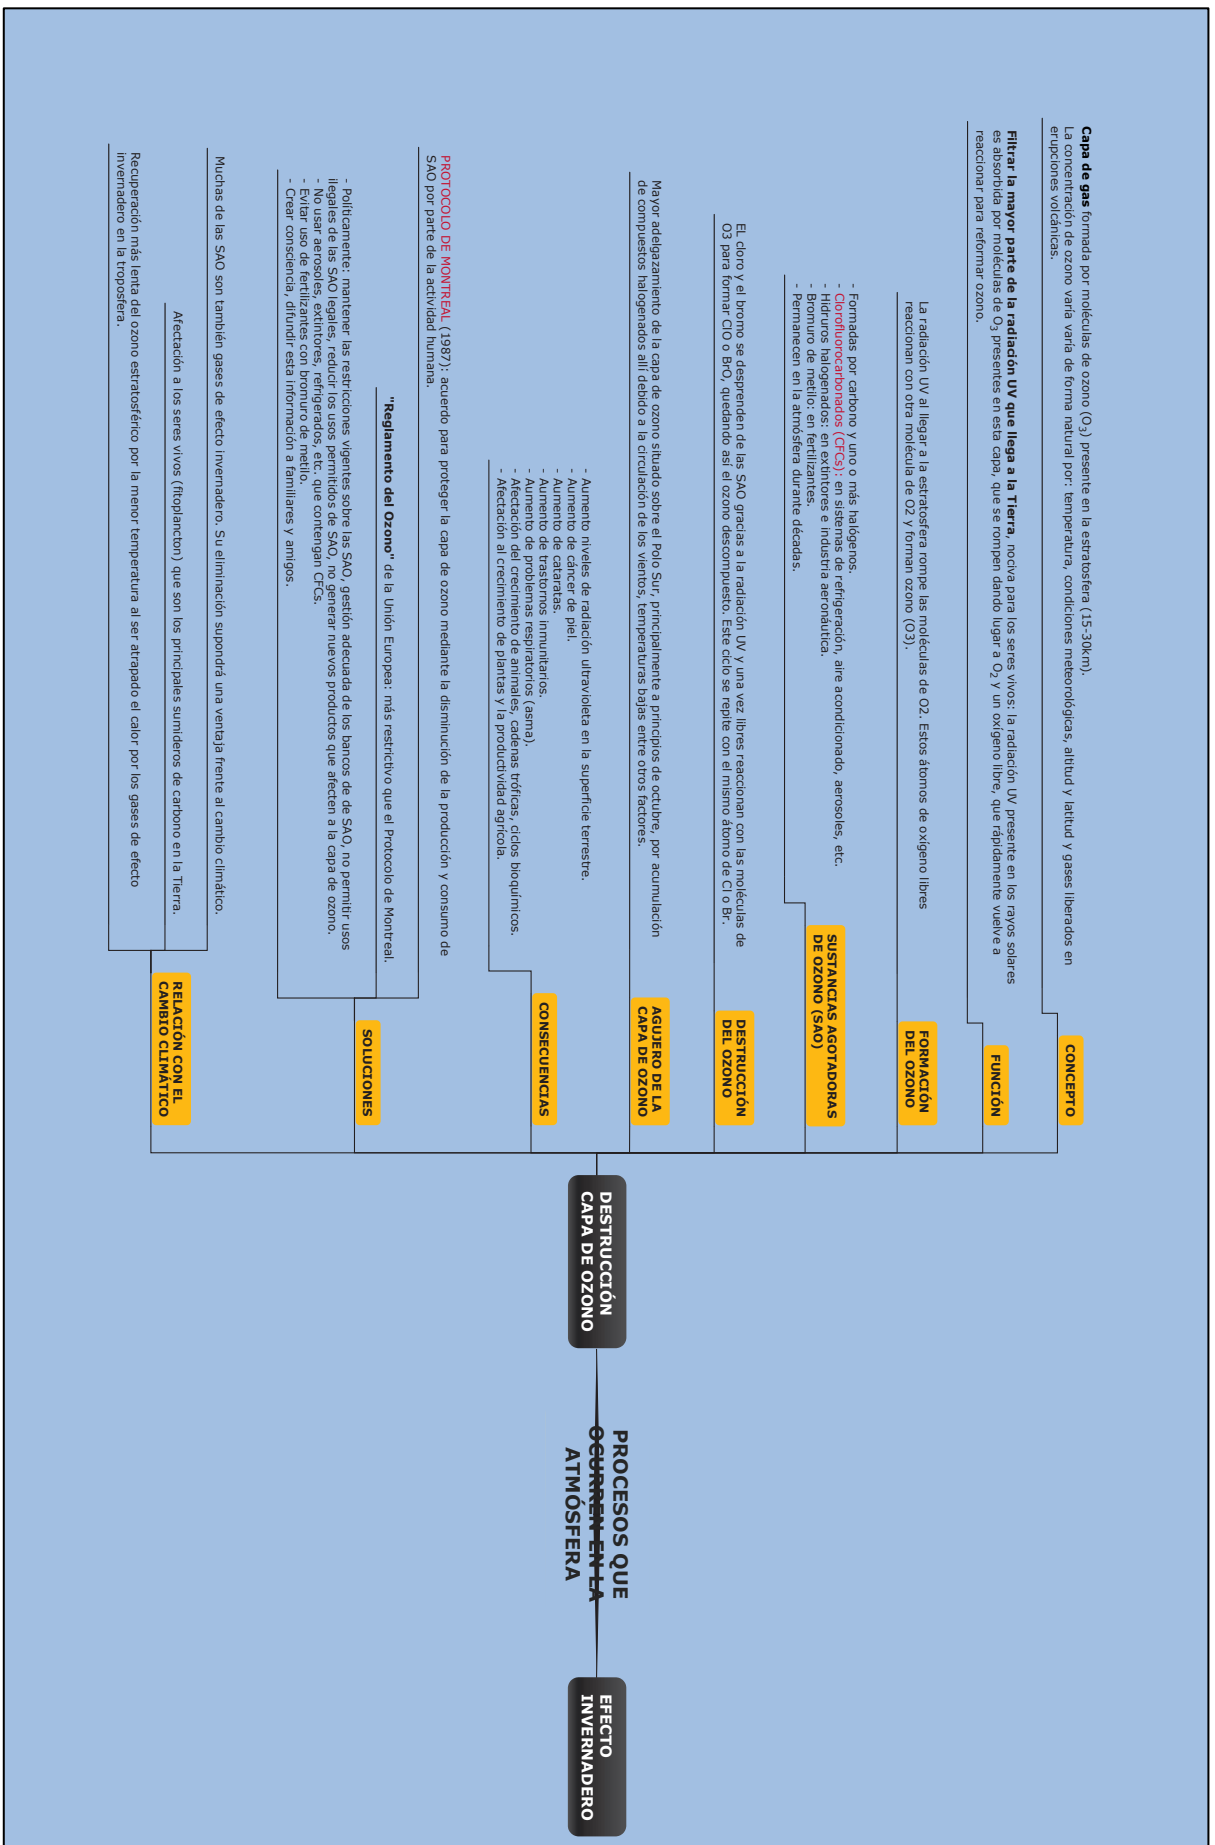 Capa de gas formada por moléculas de ozono (O3) presente en la estratosfera (15-30km).
La concentración de ozono varía varía de forma natural por: temperatura, condiciones meteorológicas, altitud y latitud y gases liberados en
erupciones volcánicas.
CONCEPTO
Filtrar la mayor parte de la radiación UV que llega a la Tierra, nociva para los seres vivos: la radiación UV presente en los rayos solares
es absorbida por moléculas de O3 presentes en esta capa, que se rompen dando lugar a O2 y un oxígeno libre, que rápidamente vuelve a
reaccionar para reformar ozono.
FUNCIÓN
La radiación UV al llegar a la estratosfera rompe las moléculas de O2. Estos átomos de oxígeno libres
reaccionan con otra molécula de O2 y forman ozono (O3).
FORMACIÓN
DEL OZONO
- Formadas por carbono y uno o más halógenos.
- Clorofluorocarbonados (CFCs): en sistemas de refrigeración, aire acondicionado, aerosoles, etc.
- Hidruros halogenados: en extintores e industria aeronáutica.
- Bromuro de metilo: en fertilizantes.
- Permanecen en la atmósfera durante décadas.
SUSTANCIAS AGOTADORAS
DE OZONO (SAO)
EL cloro y el bromo se desprenden de las SAO gracias a la radiación UV y una vez libres reaccionan con las moléculas de
O3 para formar ClO o BrO, quedando así el ozono descompuesto. Este ciclo se repite con el mismo átomo de Cl o Br.
DESTRUCCIÓN
DEL OZONO
Mayor adelgazamiento de la capa de ozono situado sobre el Polo Sur, principalmente a principios de octubre, por acumulación
de compuestos halogenados allí debido a la circulación de los vientos, temperaturas bajas entre otros factores.
AGUJERO DE LA
CAPA DE OZONO
- Aumento niveles de radiación ultravioleta en la superficie terrestre.
- Aumento de cáncer de piel.
- Aumento de cataratas.
- Aumento de trastornos inmunitarios.
- Aumento de problemas respiratorios (asma).
- Afectación del crecimiento de animales, cadenas tróficas, ciclos bioquímicos.
- Afectación al crecimiento de plantas y la productividad agrícola.
CONSECUENCIAS
PROTOCOLO DE MONTREAL (1987): acuerdo para proteger la capa de ozono mediante la disminución de la producción y consumo de
SAO por parte de la actividad humana.
"Reglamento del Ozono" de la Unión Europea: más restrictivo que el Protocolo de Montreal.
- Políticamente: mantener las restricciones vigentes sobre las SAO, gestión adecuada de los bancos de de SAO, no permitir usos
ilegales de las SAO legales, reducir los usos permitidos de SAO, no generar nuevos productos que afecten a la capa de ozono.
- No usar aerosoles, extintores, refrigerados, etc. que contengan CFCs.
- Evitar uso de fertilizantes con bromuro de metilo.
- Crear consciencia, difundir esta información a familiares y amigos.
SOLUCIONES
Muchas de las SAO son también gases de efecto invernadero. Su eliminación supondrá una ventaja frente al cambio climático.
Afectación a los seres vivos (fitoplancton) que son los principales sumideros de carbono en la Tierra.
Recuperación más lenta del ozono estratosférico por la menor temperatura al ser atrapado el calor por los gases de efecto
invernadero en la troposfera.
RELACIÓN CON EL
CAMBIO CLIMÁTICO
DESTRUCCIÓN
CAPA DE OZONO
PROCESOS QUE
OCURREN EN LA
ATMÓSFERA
EFECTO
INVERNADERO